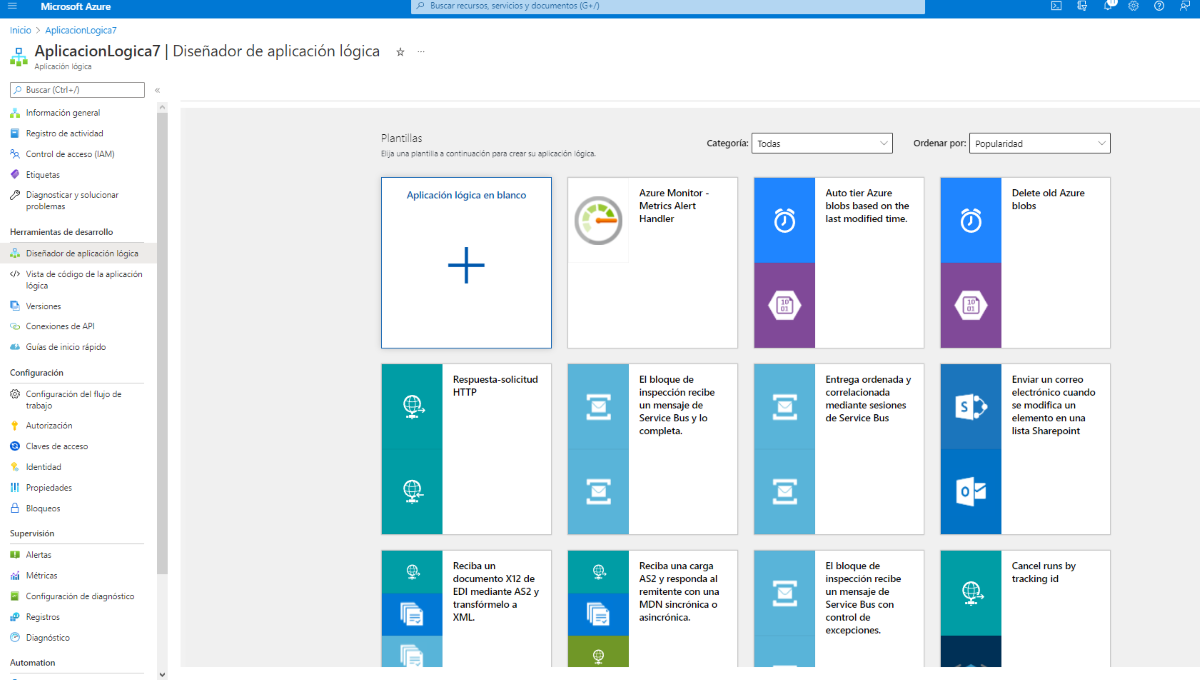 Microsoft Azure
Buscar recursos, servicios y documentos (G+/)
Inicio > AplicacionLogica7
AplicacionLogica7 | Diseñador de aplicación lógica
Aplicación lógica
Buscar (Ctrl+/)
Información general
Registro de actividad
Control de acceso (IAM)
Etiquetas
Diagnosticar y solucionar
problemas
Herramientas de desarrollo
Diseñador de aplicación lógica
Vista de código de la aplicación
lógica
Versiones
Conexiones de API
Guías de inicio rápido
Configuración
Configuración del flujo de
trabajo
Autorización
Claves de acceso
Identidad
Propiedades
Bloqueos
Supervisión
Alertas
Métricas
Configuración de diagnóstico
Registros
Diagnóstico
Automation
Plantillas
Elija una plantilla a continuación para crear su aplicación lógica.
Categoría: Todas
Ordenar por: Popularidad
Aplicación lógica en blanco
Azure Monitor -
Metrics Alert
Handler
Auto tier Azure
blobs based on the
last modified time.
Delete old Azure
blobs
Respuesta-solicitud
HTTP
El bloque de
inspección recibe
un mensaje de
Service Bus y lo
completa.
Entrega ordenada y
correlacionada
mediante sesiones
de Service Bus
Enviar un correo
electrónico cuando
se modifica un
elemento en una
lista Sharepoint
Reciba un
documento X12 de
EDI mediante AS2 y
transfórmelo a
XML.
Reciba una carga
AS2 y responda al
remitente con una
MDN sincrónica o
asincrónica.
El bloque de
inspección recibe
un mensaje de
Service Bus con
control de
excepciones.
Cancel runs by
tracking id